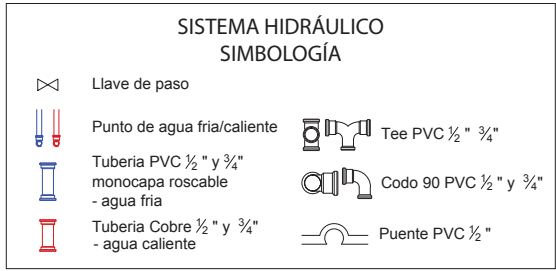 SISTEMA HIDRÁULICO
SIMBOLOGÍA
Llave de paso
Punto de agua fria/caliente
Tuberia PVC ½ " y ¾"
monocapa roscable
- agua fria
Tuberia Cobre ½ " y ¾"
- agua caliente
Tee PVC ½ " ¾"
Codo 90 PVC ½ " y ¾"
Puente PVC ½ "